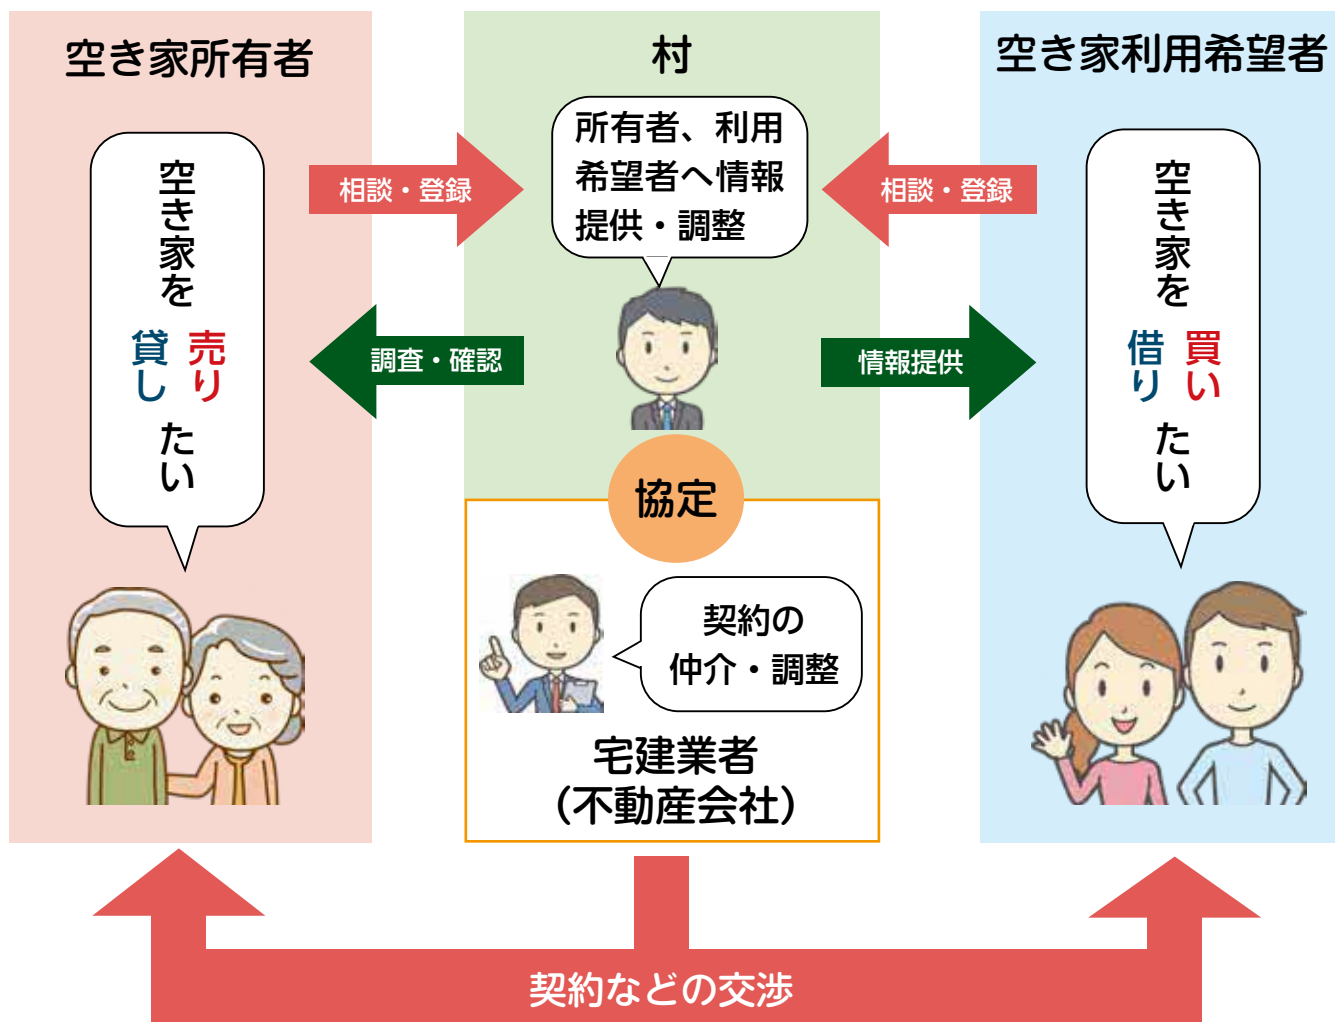 空き家所有者
空き家を
売り
貸し
たい
相談・登録
調査・確認
村
所有者、利用
希望者へ情報
提供・調整
協定
契約の
仲介・調整
宅建業者
（不動産会社）
相談・登録
情報提供
空き家利用希望者
空き家を
買い
借り
たい
契約などの交渉